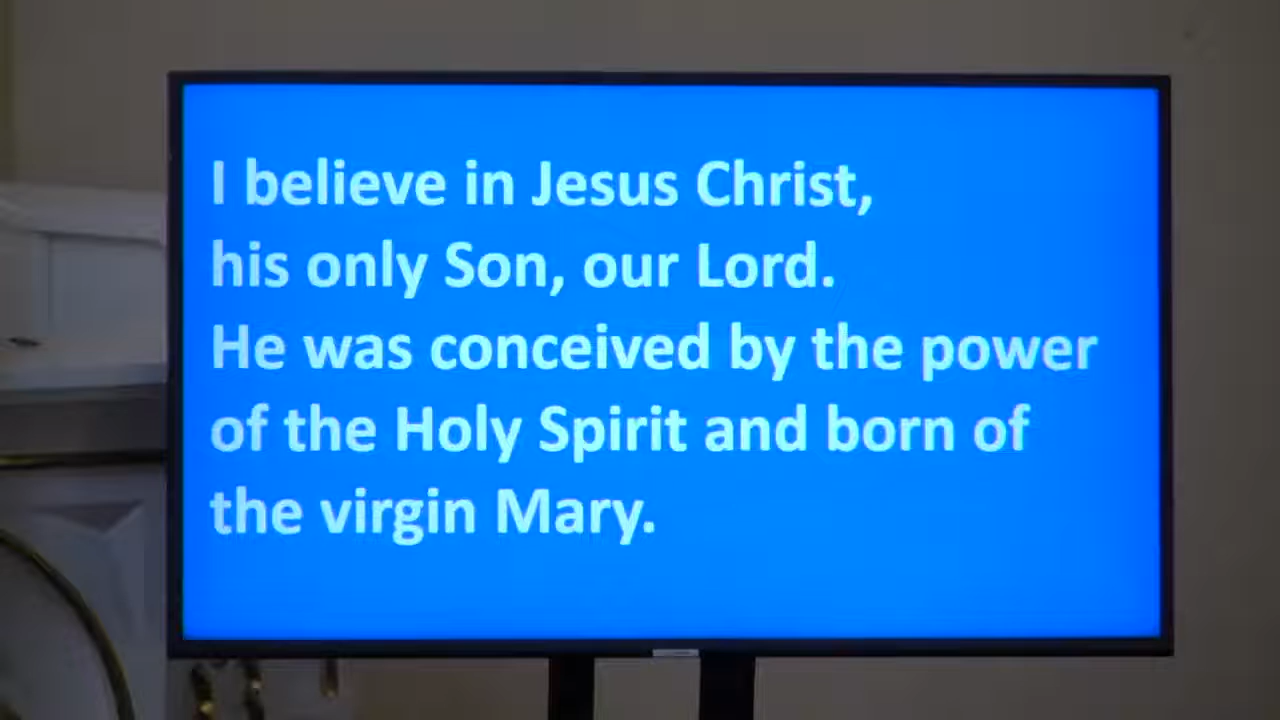 I believe in Jesus Christ,
his only Son, our Lord.
He was conceived by the power
of the Holy Spirit and born of
the virgin Mary.